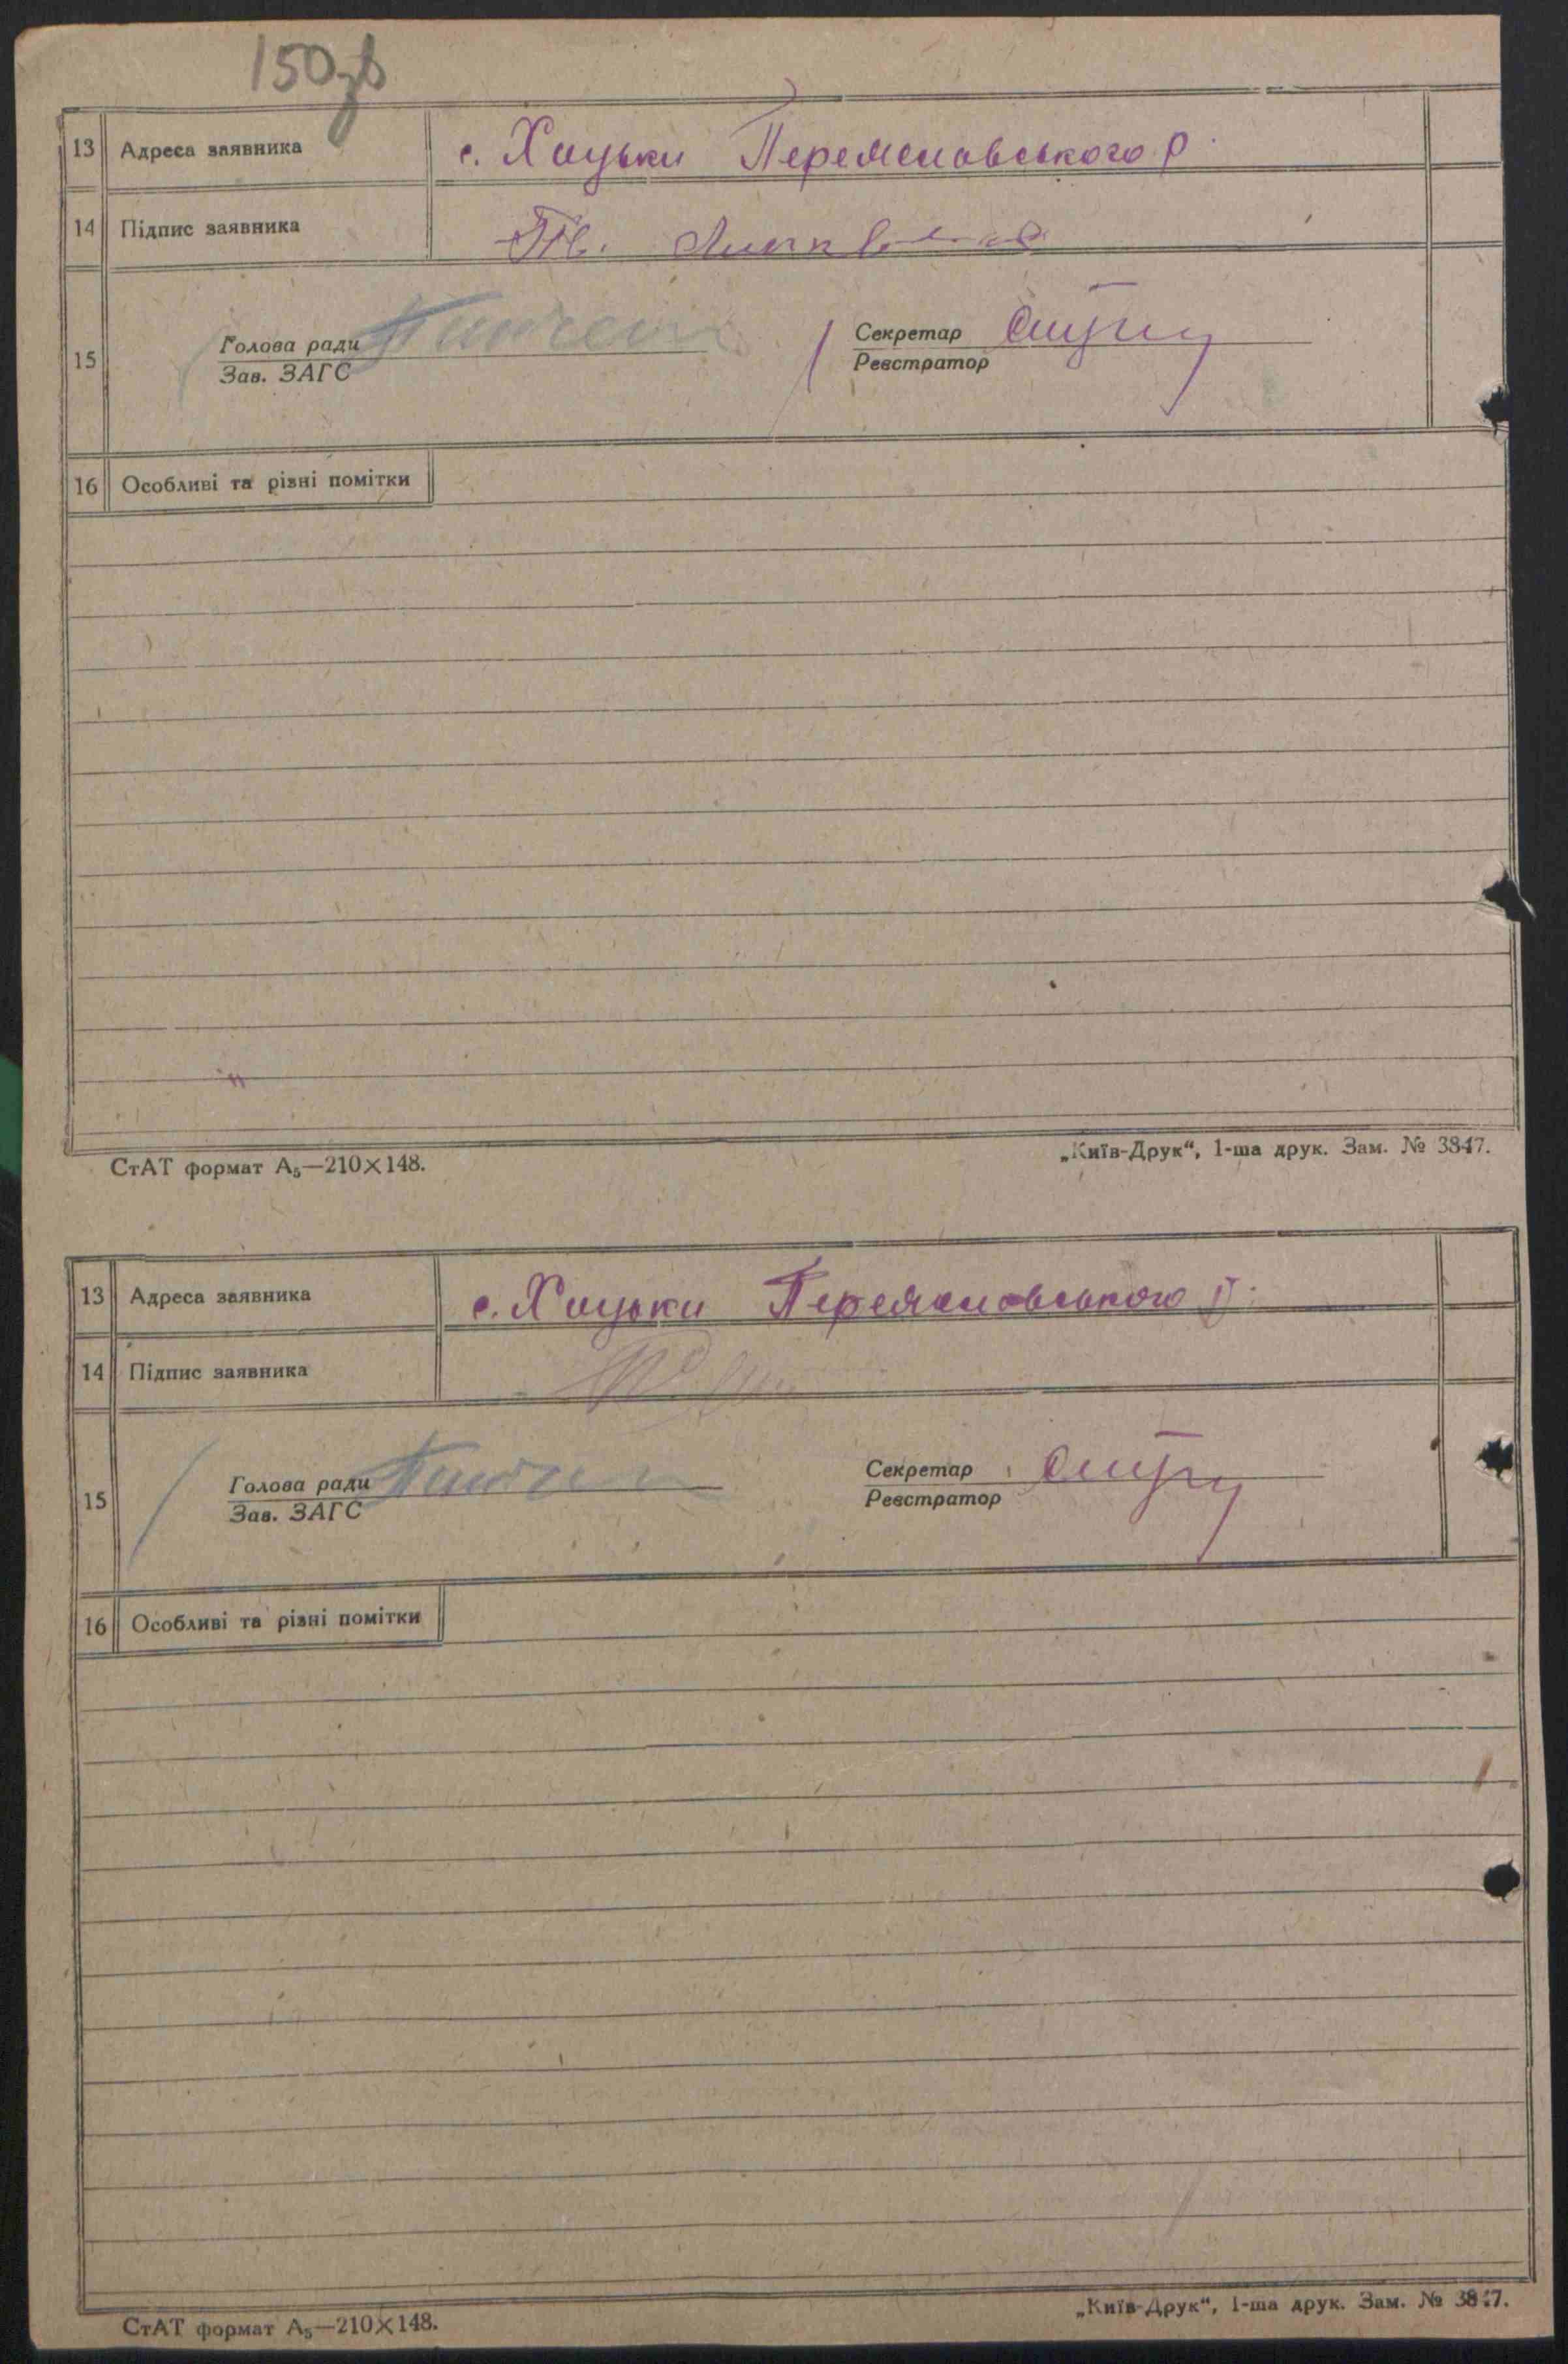 150зв
13 Адреса заявника с. Хоцьки Переяславського р.
14 Підпис заявника
15 Голова ради Секретар
Зав. ЗАГС Реєстратор
16 Особливі та різні помітки
СтАТ формат А₅—210×148. „Київ-Друк“, 1-ша друк. Зам. № 3847.
13 Адреса заявника с. Хоцьки Переяславського р.
14 Підпис заявника
15 Голова ради Секретар
Зав. ЗАГС Реєстратор
16 Особливі та різні помітки
СтАТ формат А₅—210×148. „Київ-Друк“, 1-ша друк. Зам. № 3847.